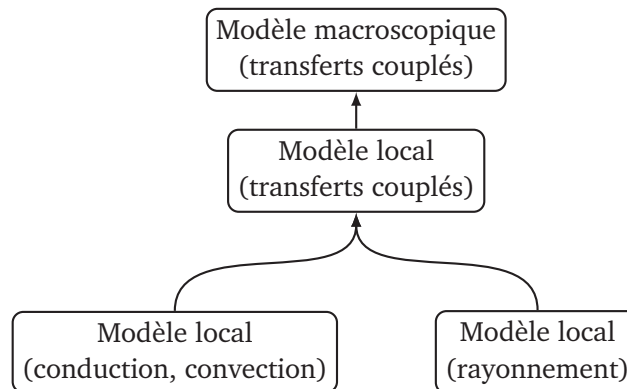 Modèle macroscopique
(transferts couplés)
Modèle local
(transferts couplés)
Modèle local
(conduction, convection)
Modèle local
(rayonnement)